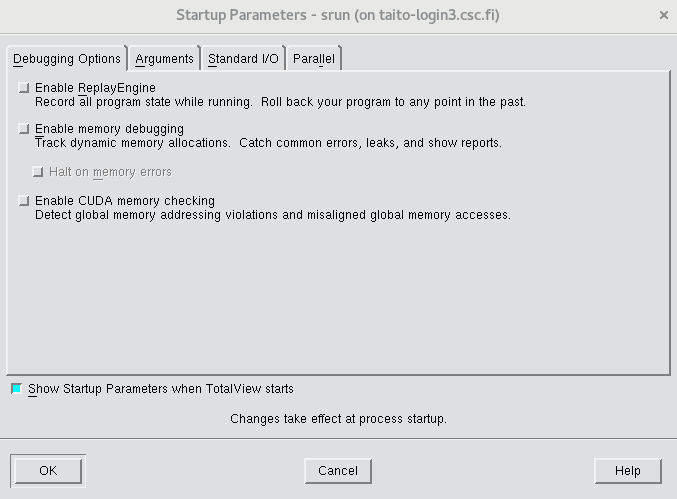 Startup Parameters - srun (on taito-login3.csc.fi)
Debugging Options Arguments Standard I/O Parallel
Enable ReplayEngine
Record all program state while running. Roll back your program to any point in the past.
Enable memory debugging
Track dynamic memory allocations. Catch common errors, leaks, and show reports.
Halt on memory errors
Enable CUDA memory checking
Detect global memory addressing violations and misaligned global memory accesses.
Show Startup Parameters when TotalView starts
Changes take effect at process startup.
OK Cancel Help